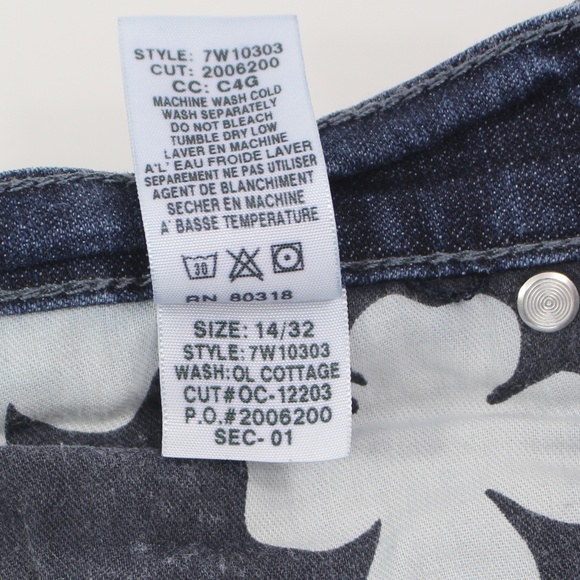 STYLE: 7W10303
CUT: 2006200
CC: C4G
MACHINE WASH COLD
WASH SEPARATELY
DO NOT BLEACH
TUMBLE DRY LOW
LAVER EN MACHINE
A'L' EAU FROIDE LAVER
SEPAREMENT NE PAS UTILISER
AGENT DE BLANCHIMENT
SECHER EN MACHINE
A' BASSE TEMPERATURE
30
RN 80318
SIZE: 14/32
STYLE: 7W10303
WASH:OL COTTAGE
CUT#OC-12203
P.O.#2006200
SEC- 01